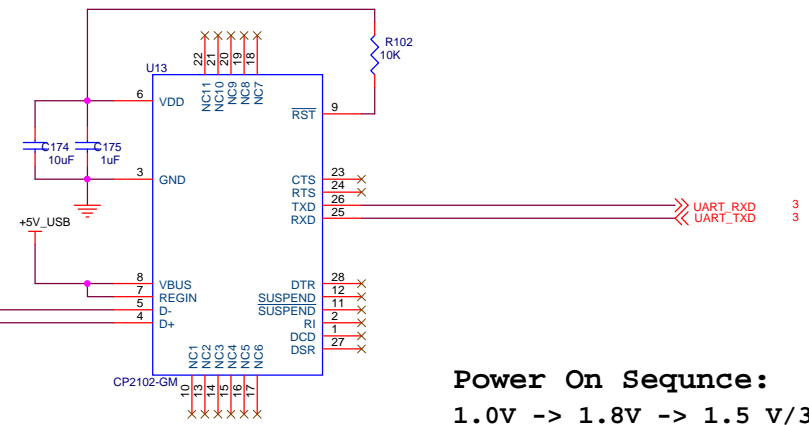 R102
10K
U13
22
21
20
19
18
NC11
NC10
NC9
NC8
NC7
6
VDD
RST
9
C174
10uF
C175
1uF
3
GND
CTS
23
RTS
24
TXD
26
RXD
25
UART_RXD 3
UART_TXD 3
+5V_USB
8
VBUS
7
REGIN
5
D-
4
D+
DTR
28
SUSPEND
12
SUSPEND
11
RI
2
DCD
1
DSR
27
NC1
NC2
NC3
NC4
NC5
NC6
CP2102-GM
10
13
14
15
16
17
Power On Sequnce:
1.0V -> 1.8V -> 1.5 V/3